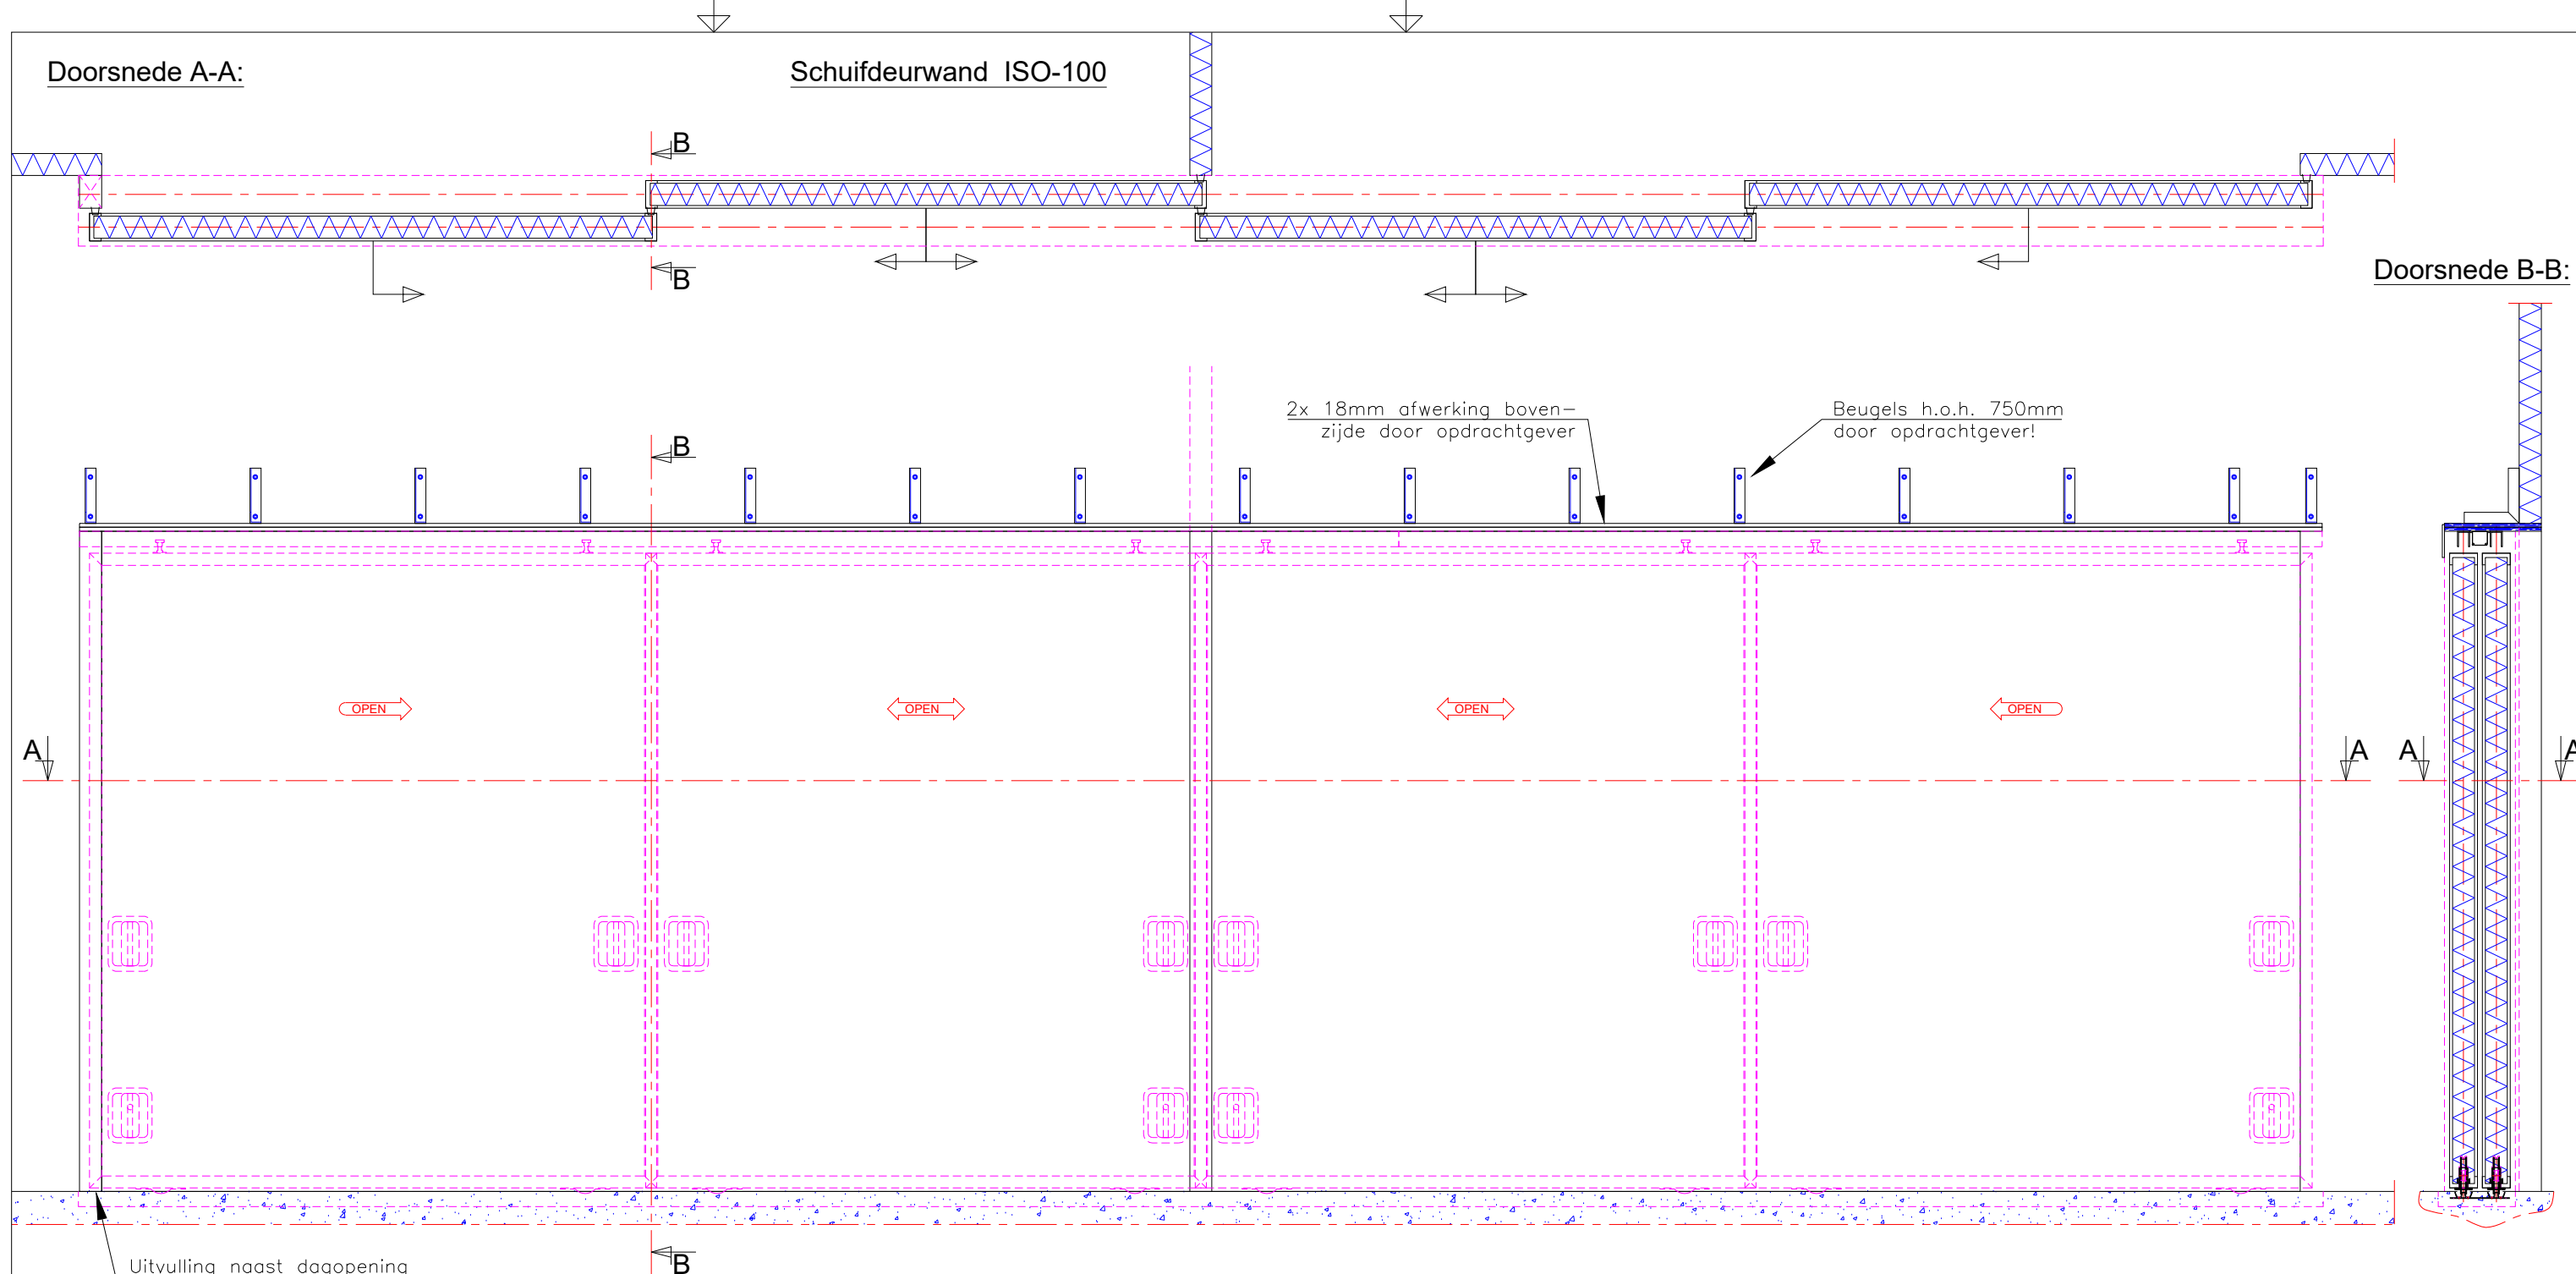 Doorsnede A-A:
Schuifdeurwand ISO-100
B
B
Doorsnede B-B:
2x 18mm afwerking boven-
zijde door opdrachtgever
Beugels h.o.h. 750mm
door opdrachtgever!
B
OPEN
OPEN
OPEN
OPEN
A
A
A
A
Uitvulling naast dagopening
B